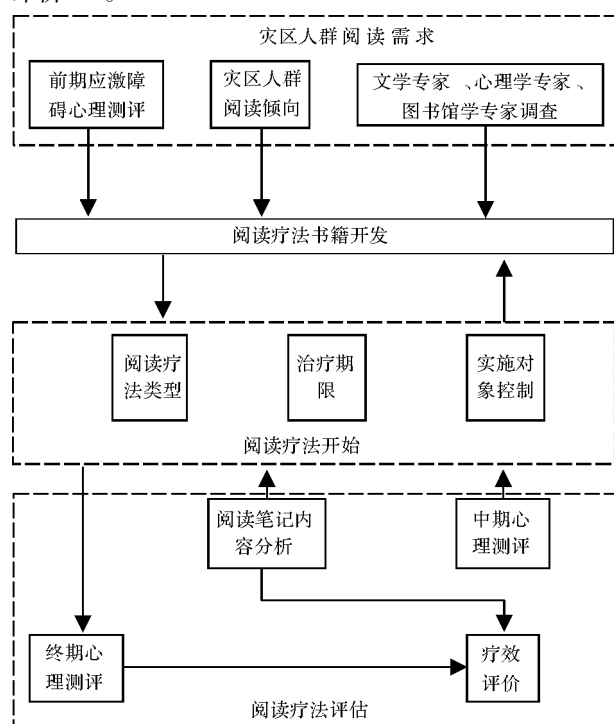 灾区人群阅读需求
前期应激障
碍心理测评
灾区人群
阅读倾向
文学专家、心理学专家、
图书馆学专家调查
阅读疗法书籍开发
阅读疗
法类型
治疗期
限
实施对
象控制
阅读疗法开始
阅读笔记内
容分析
中期心
理测评
终期心
理测评
疗效
评价
阅读疗法评估